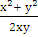 x² + y²
2xy